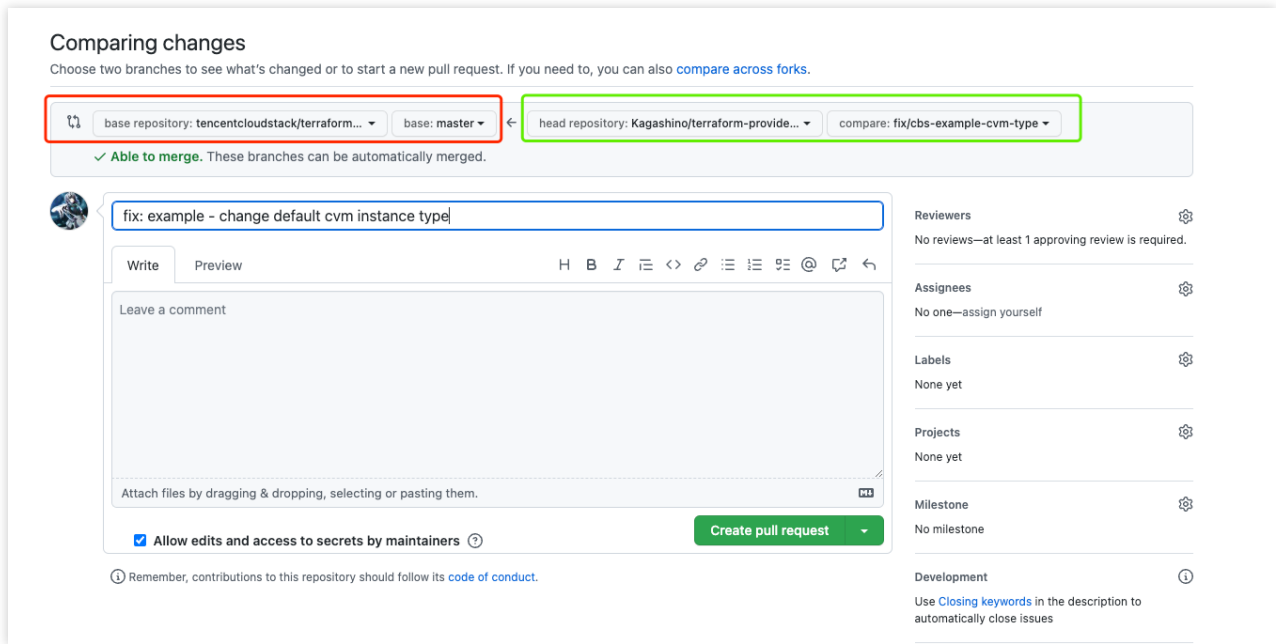 Comparing changes
Choose two branches to see what's changed or to start a new pull request. If you need to, you can also compare across forks.
base repository: tencentcloudstack/terraform... base: master head repository: Kagashino/terraform-provide... compare: fix/cbs-example-cvm-type
Able to merge. These branches can be automatically merged.
fix: example - change default cvm instance type
Write Preview
Leave a comment
Attach files by dragging & dropping, selecting or pasting them.
Allow edits and access to secrets by maintainers
Create pull request
Remember, contributions to this repository should follow its code of conduct.
Reviewers
No reviews—at least 1 approving review is required.
Assignees
No one—assign yourself
Labels
None yet
Projects
None yet
Milestone
No milestone
Development
Use Closing keywords in the description to
automatically close issues